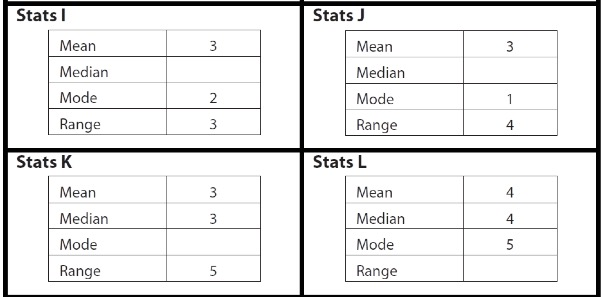 Stats I
Mean 3
Median
Mode 2
Range 3
Stats J
Mean 3
Median
Mode 1
Range 4
Stats K
Mean 3
Median 3
Mode
Range 5
Stats L
Mean 4
Median 4
Mode 5
Range